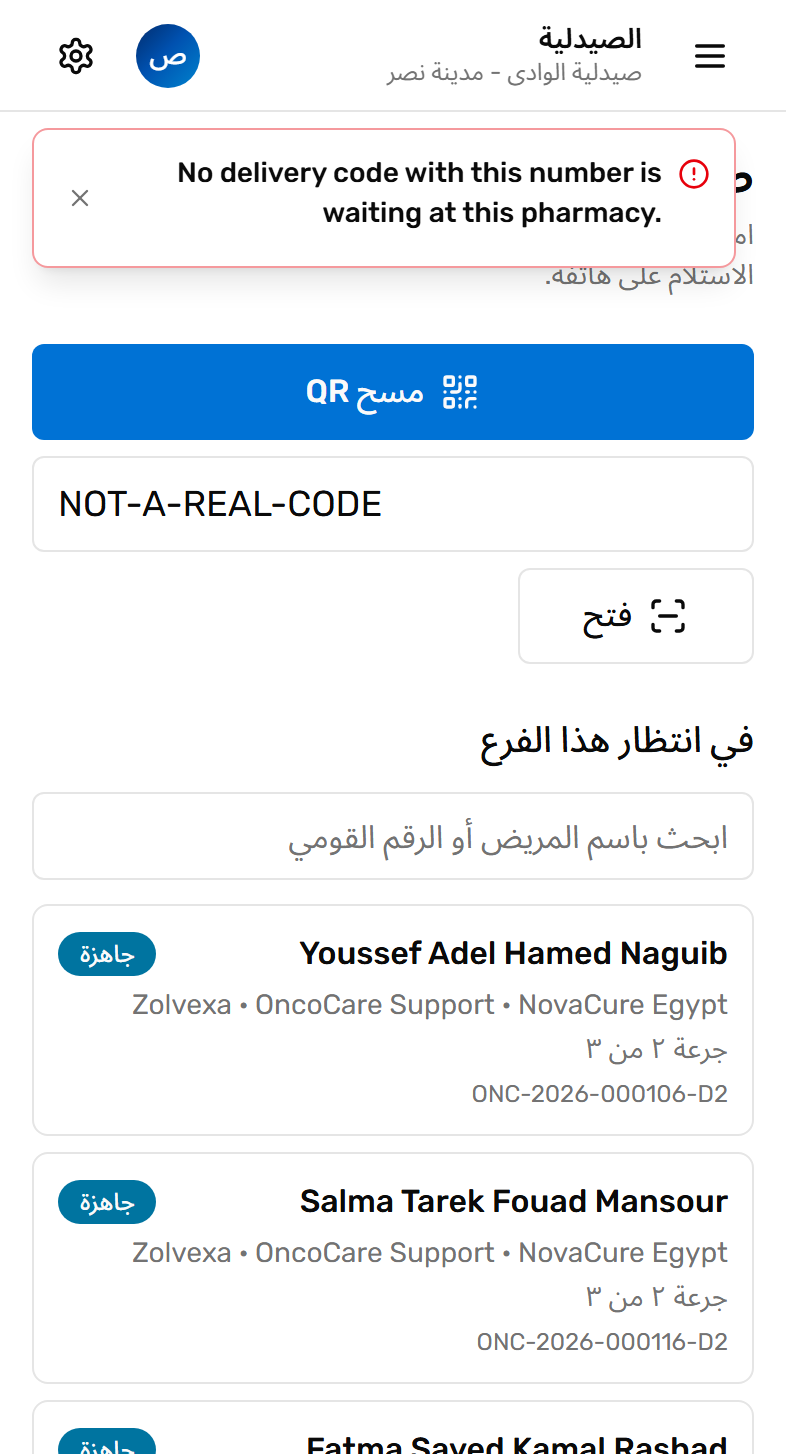 الصيدلية
صيدلية الوادى - مدينة نصر
ص
No delivery code with this number is
waiting at this pharmacy.
الاستلام على هاتفه.
مسح QR
NOT-A-REAL-CODE
فتح
في انتظار هذا الفرع
ابحث باسم المريض أو الرقم القومي
Youssef Adel Hamed Naguib
جاهزة
Zolvexa • OncoCare Support • NovaCure Egypt
جرعة ٢ من ٣
ONC-2026-000106-D2
Salma Tarek Fouad Mansour
جاهزة
Zolvexa • OncoCare Support • NovaCure Egypt
جرعة ٢ من ٣
ONC-2026-000116-D2
Fatma Sayed Kamal Rashad
جاهزة